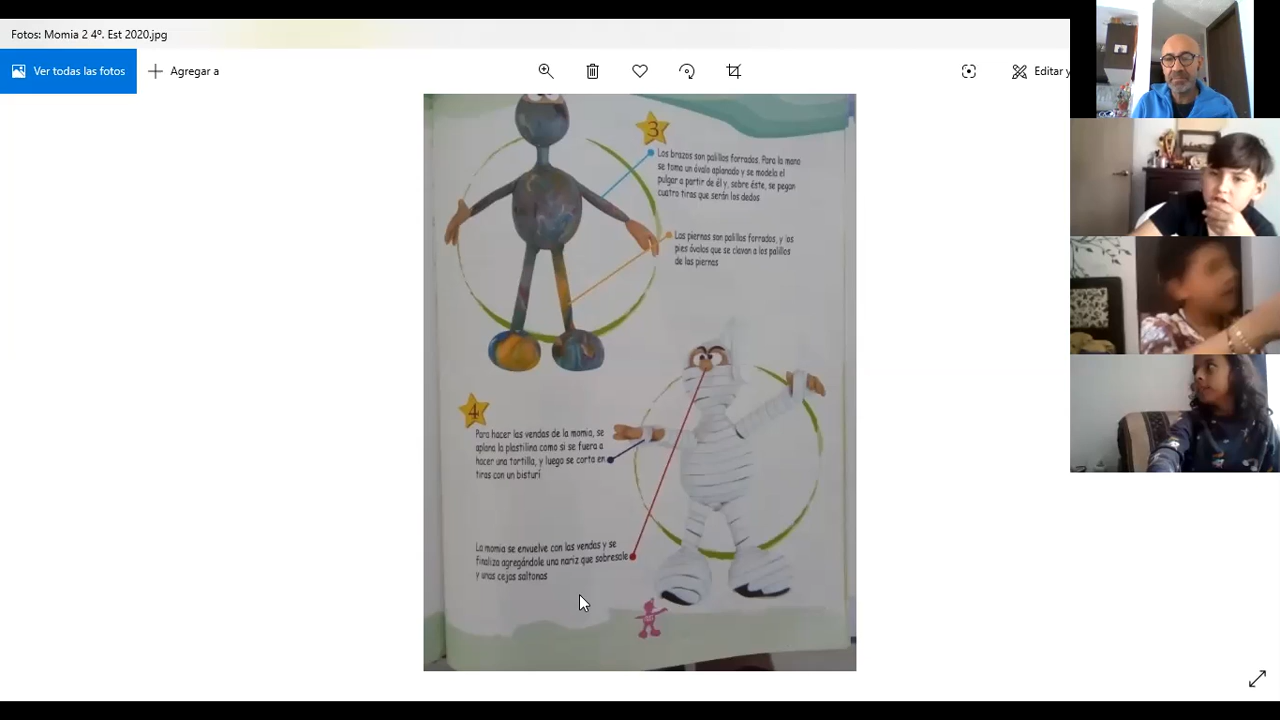 Fotos: Momia 2 4º. Est 2020.jpg
Ver todas las fotos
Agregar a
Editar y
3
Los brazos son palillos forrados. Para la mano
se toma un óvalo aplanado y se modela el
pulgar a partir de él y, sobre éste, se pegan
cuatro tiras que serán los dedos
Las piernas son palillos forrados, y los
pies óvalos que se clavan a los palillos
de las piernas
4
Para hacer las vendas de la momia, se
aplana la plastilina como si se fuera a
hacer una tortilla, y luego se corta en
tiras con un bisturí
La momia se envuelve con las vendas y se
finaliza agregándole una nariz que sobresale
y unas cejas saltonas